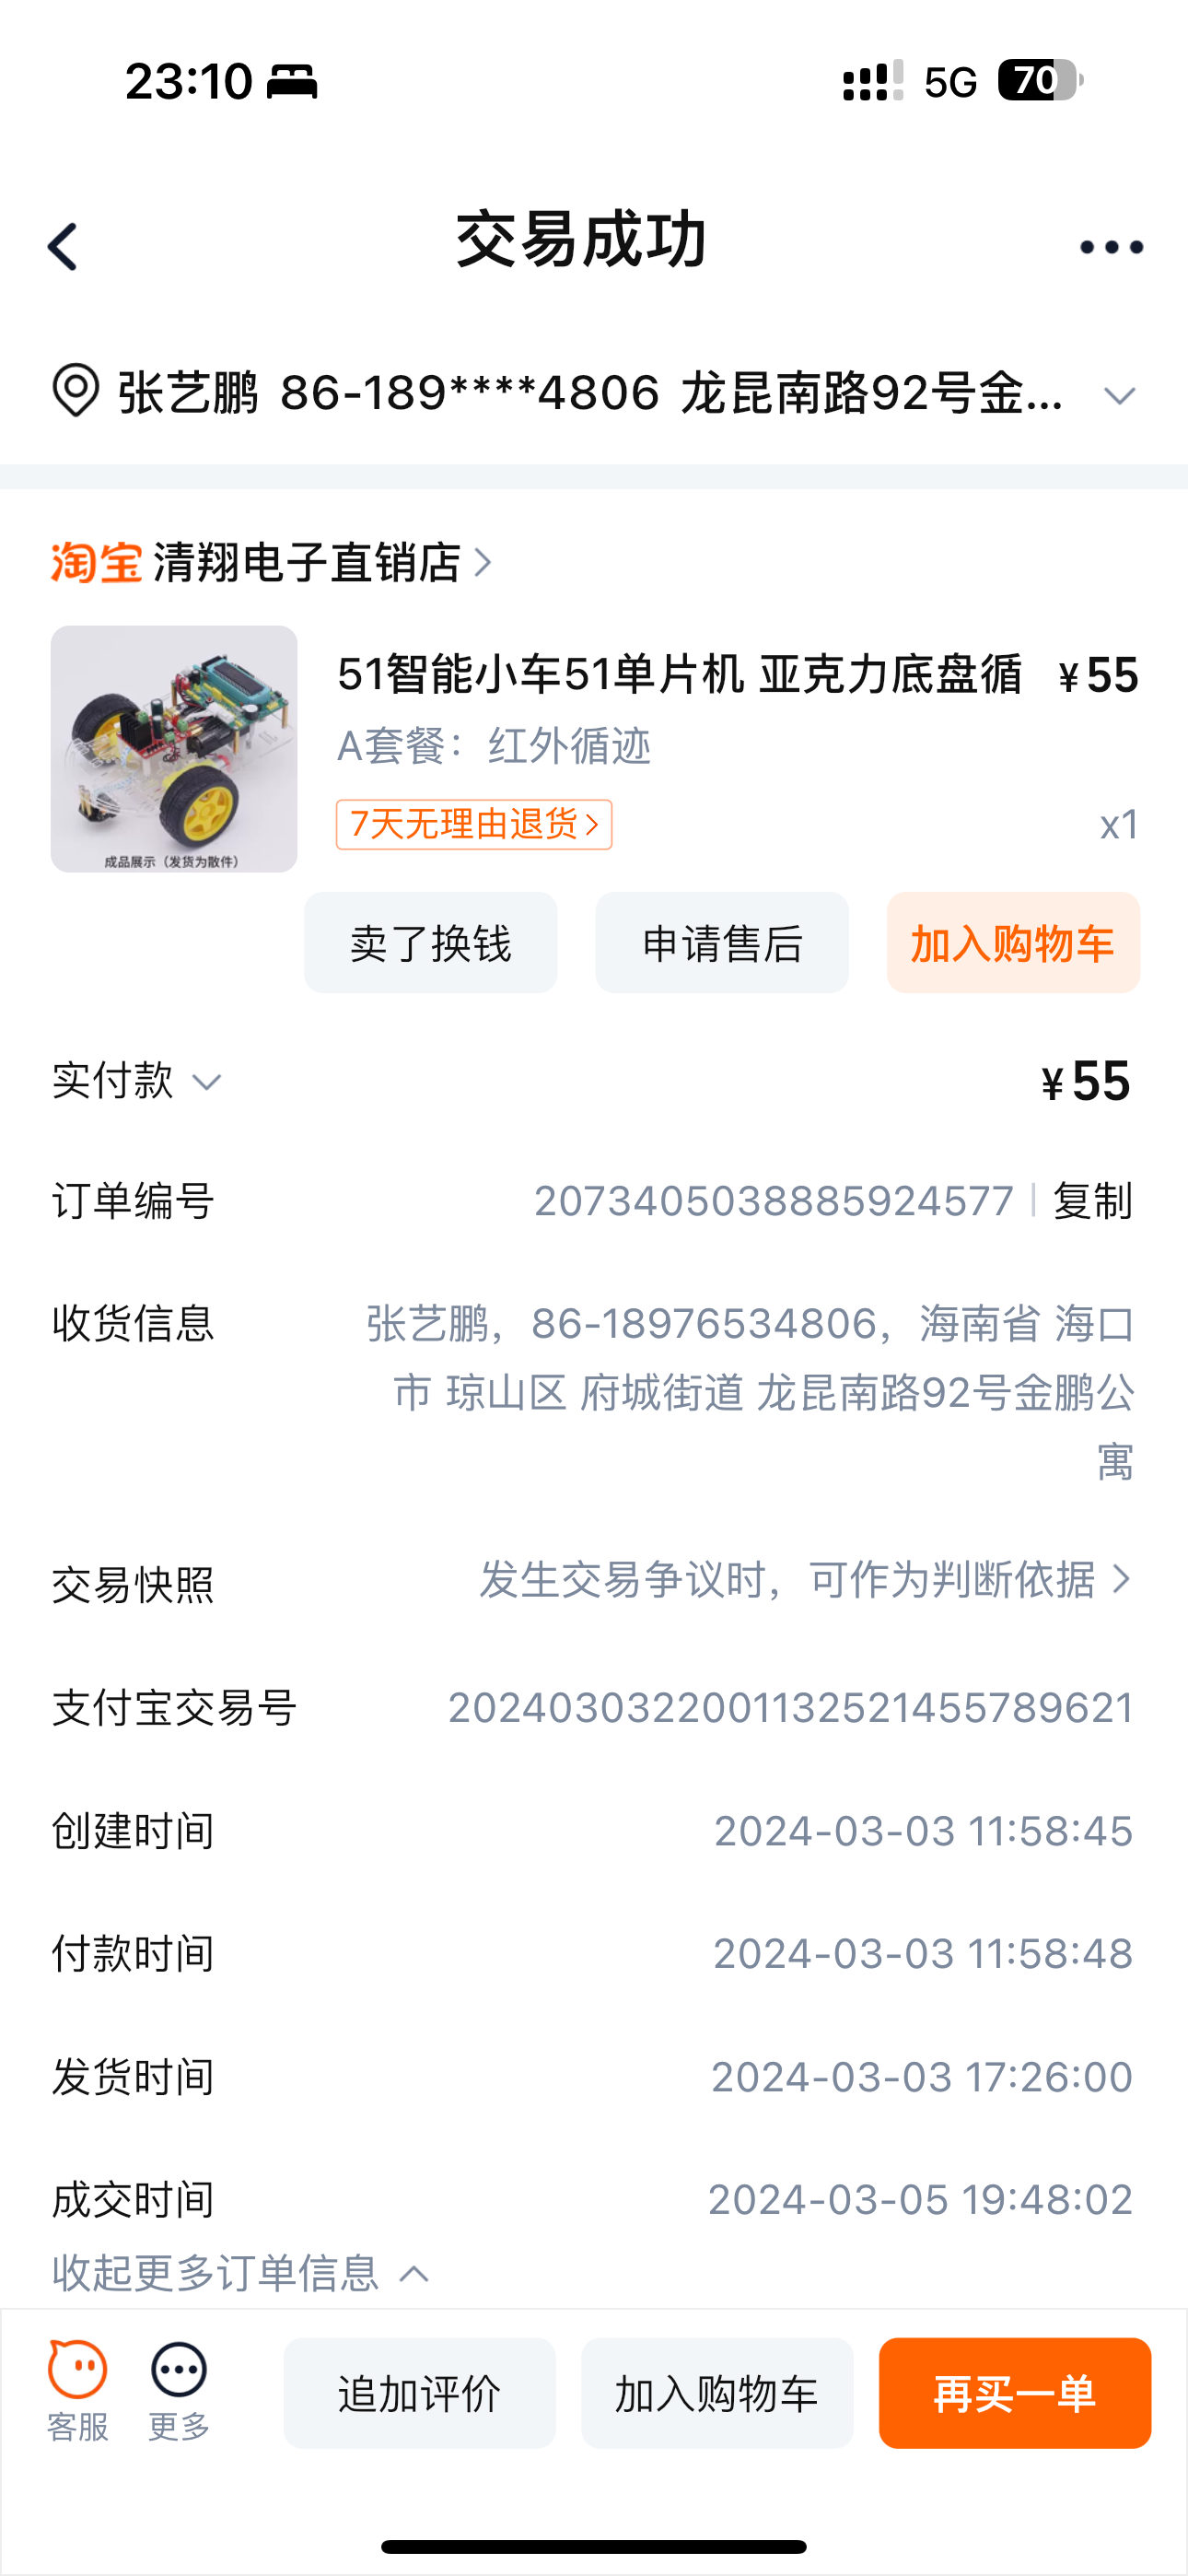 23:10 5G 70
交易成功
张艺鹏 86-189****4806 龙昆南路92号金...
淘宝 清翔电子直销店
51智能小车51单片机 亚克力底盘循 ¥55
A套餐：红外循迹
7天无理由退货 x1
成品展示（发货为散件）
卖了换钱 申请售后 加入购物车
实付款 ¥55
订单编号 2073405038885924577 复制
收货信息 张艺鹏，86-18976534806，海南省 海口
市 琼山区 府城街道 龙昆南路92号金鹏公
寓
交易快照 发生交易争议时，可作为判断依据
支付宝交易号 2024030322001132521455789621
创建时间 2024-03-03 11:58:45
付款时间 2024-03-03 11:58:48
发货时间 2024-03-03 17:26:00
成交时间 2024-03-05 19:48:02
收起更多订单信息
客服 更多 追加评价 加入购物车 再买一单